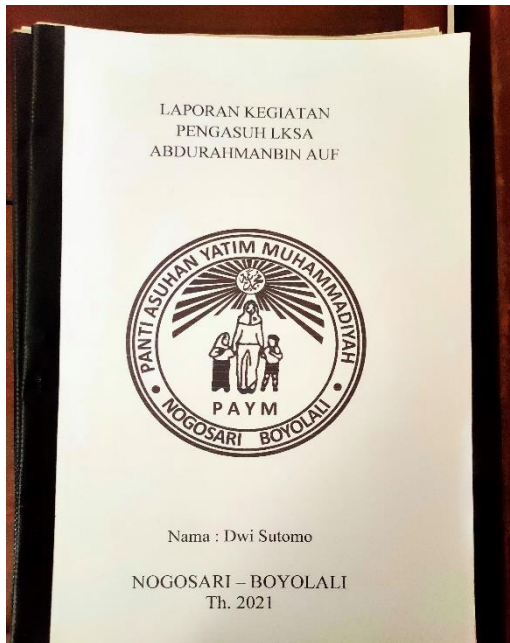 LAPORAN KEGIATAN
PENGASUH LKSA
ABDURAHMANBIN AUF
PANTI ASUHAN YATIM MUHAMMADIYAH
PAYM
NOGOSARI BOYOLALI
Nama : Dwi Sutomo
NOGOSARI – BOYOLALI
Th. 2021